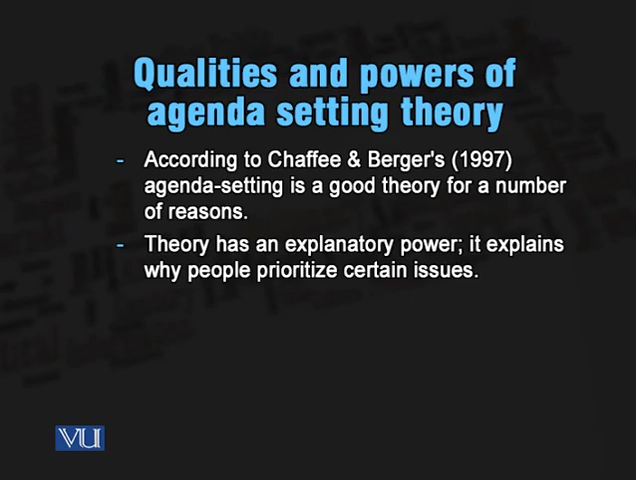 Qualities and powers of
agenda setting theory
- According to Chaffee & Berger's (1997)
agenda-setting is a good theory for a number
of reasons.
- Theory has an explanatory power; it explains
why people prioritize certain issues.
VU